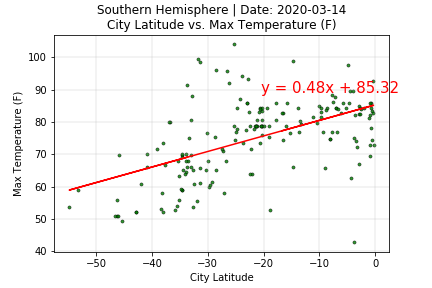 Southern Hemisphere | Date: 2020-03-14
City Latitude vs. Max Temperature (F)
y = 0.48x + 85.32
Max Temperature (F)
100
90
80
70
60
50
40
−50
−40
−30
−20
−10
0
City Latitude